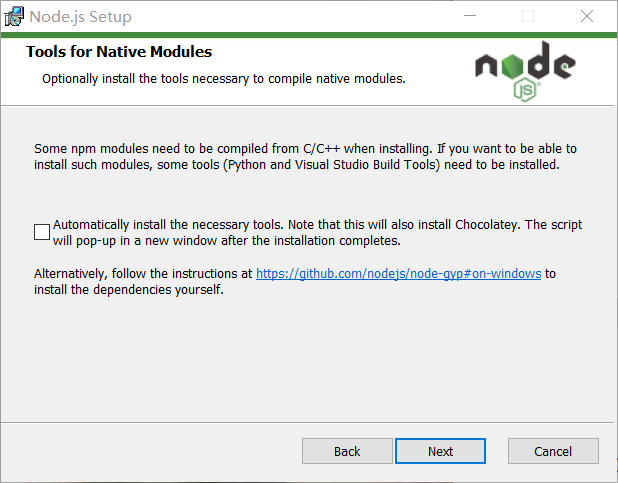 Node.js Setup
Tools for Native Modules
Optionally install the tools necessary to compile native modules.
node
JS
Some npm modules need to be compiled from C/C++ when installing. If you want to be able to
install such modules, some tools (Python and Visual Studio Build Tools) need to be installed.
Automatically install the necessary tools. Note that this will also install Chocolatey. The script
will pop-up in a new window after the installation completes.
Alternatively, follow the instructions at https://github.com/nodejs/node-gyp#on-windows to
install the dependencies yourself.
Back Next Cancel